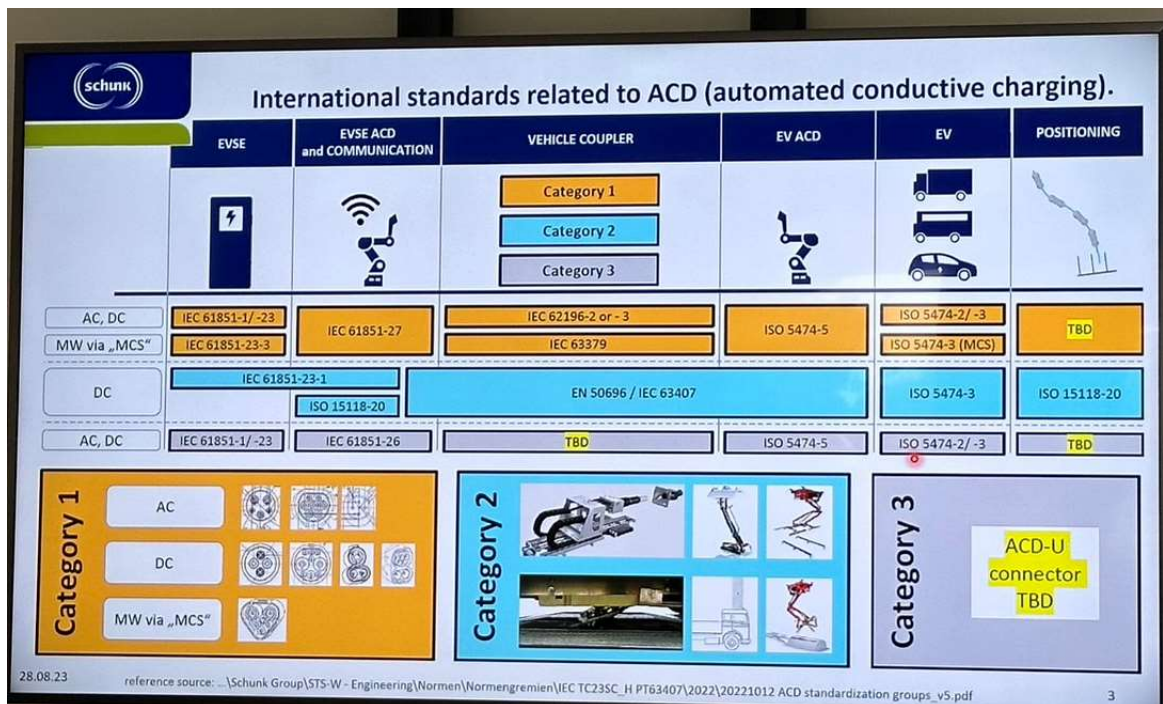 schunk
International standards related to ACD (automated conductive charging).
EVSE
EVSE ACD
and COMMUNICATION
VEHICLE COUPLER
EV ACD
EV
POSITIONING
Category 1
Category 2
Category 3
AC, DC
IEC 61851-1/ -23
IEC 61851-27
IEC 62196-2 or - 3
ISO 5474-5
ISO 5474-2/ -3
TBD
MW via „MCS“
IEC 61851-23-3
IEC 63379
ISO 5474-3 (MCS)
DC
IEC 61851-23-1
ISO 15118-20
EN 50696 / IEC 63407
ISO 5474-3
ISO 15118-20
AC, DC
IEC 61851-1/ -23
IEC 61851-26
TBD
ISO 5474-5
ISO 5474-2/ -3
TBD
Category 1
AC
DC
MW via „MCS“
Category 2
Category 3
ACD-U
connector
TBD
28.08.23
reference source: ...\Schunk Group\STS-W - Engineering\Normen\Normengremien\IEC TC23SC_H PT63407\2022\20221012 ACD standardization groups_v5.pdf
3